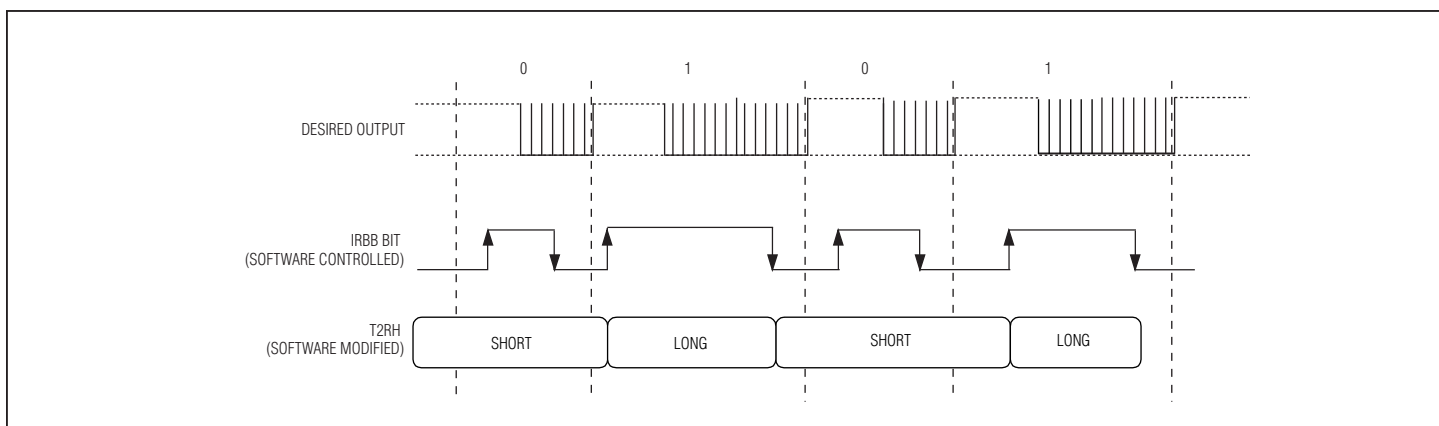 0 1 0 1
DESIRED OUTPUT
IRBB BIT
(SOFTWARE CONTROLLED)
T2RH
(SOFTWARE MODIFIED)
SHORT LONG SHORT LONG